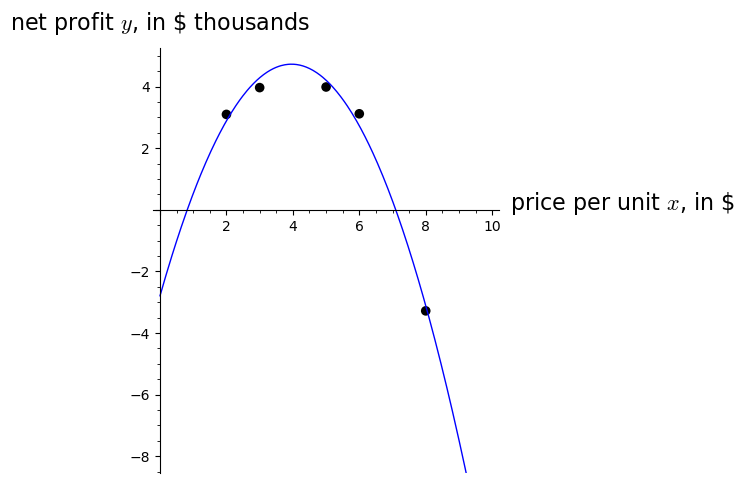 net profit y, in $ thousands
4
2
price per unit x, in $
2 4 6 8 10
−2
−4
−6
−8